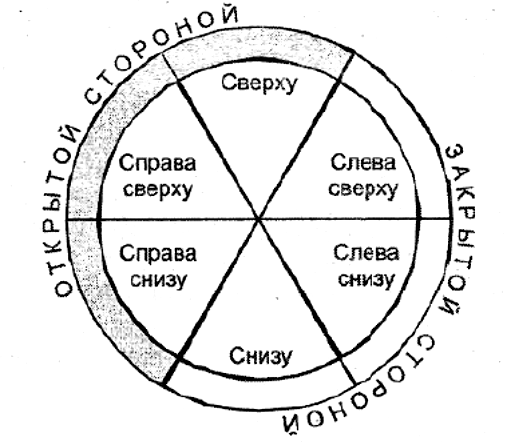 ОТКРЫТОЙ СТОРОНОЙ
ЗАКРЫТОЙ СТОРОНОЙ
Сверху
Справа
сверху
Слева
сверху
Справа
снизу
Слева
снизу
Снизу